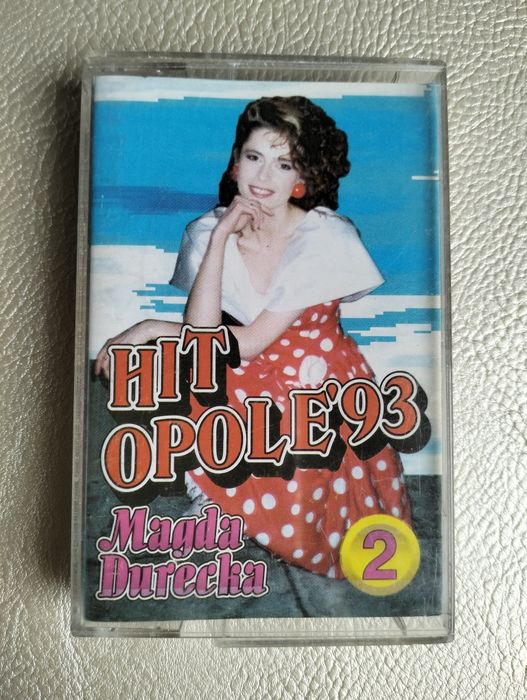 HIT
OPOLE'93
Magda
Durecka
2